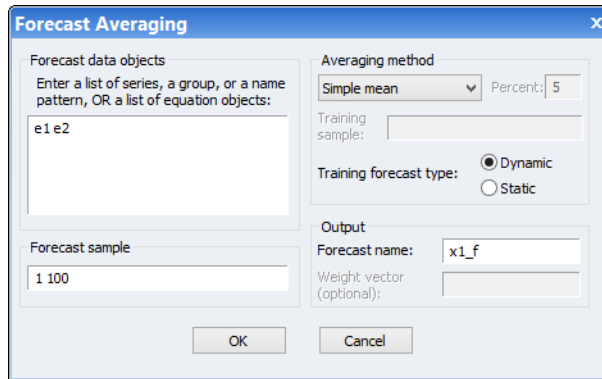 Forecast Averaging
x
Forecast data objects
Enter a list of series, a group, or a name
pattern, OR a list of equation objects:
e1 e2
Forecast sample
1 100
Averaging method
Simple mean
Percent: 5
Training
sample:
Training forecast type:
Dynamic
Static
Output
Forecast name:
x1_f
Weight vector
(optional):
OK
Cancel